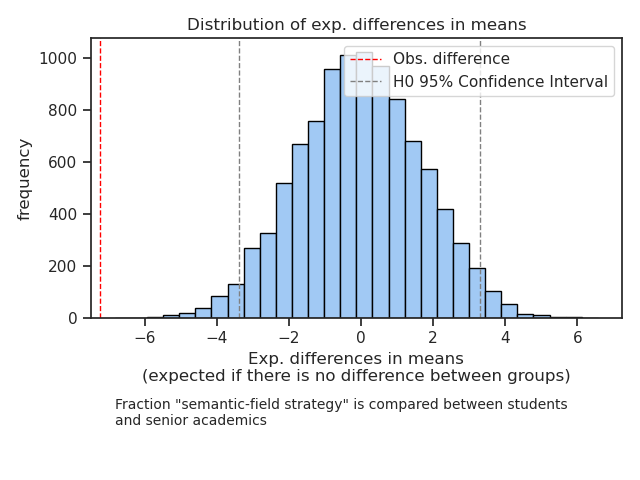 Distribution of exp. differences in means
Obs. difference
H0 95% Confidence Interval
1000
800
600
400
200
0
frequency
−6
−4
−2
0
2
4
6
Exp. differences in means
(expected if there is no difference between groups)
Fraction "semantic-field strategy" is compared between students
and senior academics